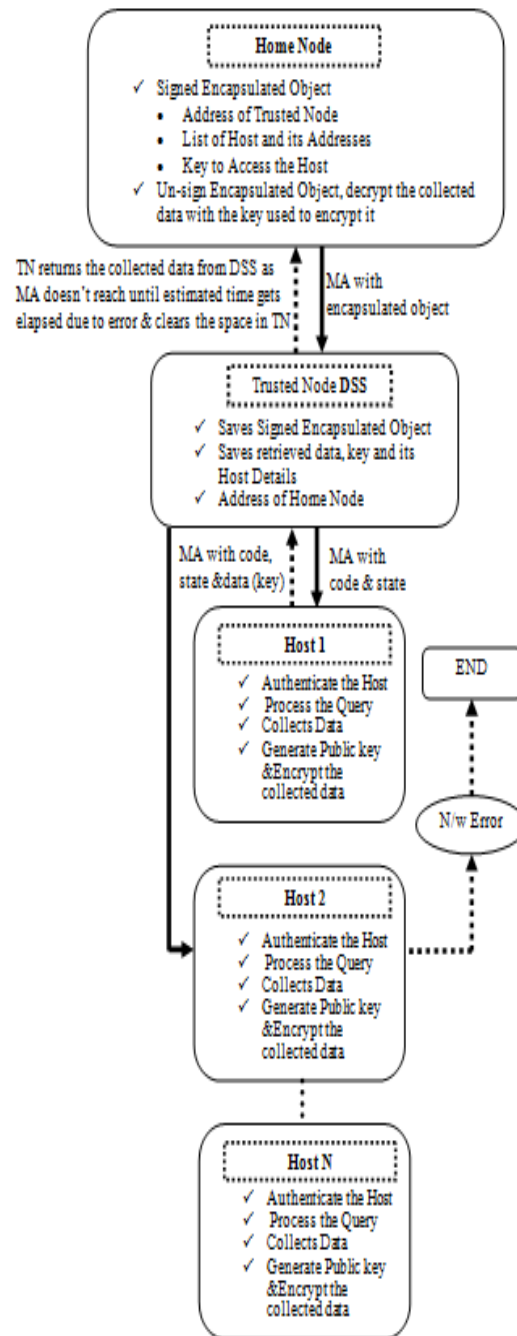 Home Node
✓ Signed Encapsulated Object
• Address of Trusted Node
• List of Host and its Addresses
• Key to Access the Host
✓ Un-sign Encapsulated Object, decrypt the collected
data with the key used to encrypt it
TN returns the collected data from DSS as
MA doesn't reach until estimated time gets
elapsed due to error & clears the space in TN
MA with
encapsulated object
Trusted Node DSS
✓ Saves Signed Encapsulated Object
✓ Saves retrieved data, key and its
Host Details
✓ Address of Home Node
MA with code,
state &data (key)
MA with
code & state
Host 1
✓ Authenticate the Host
✓ Process the Query
✓ Collects Data
✓ Generate Public key
&Encrypt the
collected data
END
N/w Error
Host 2
✓ Authenticate the Host
✓ Process the Query
✓ Collects Data
✓ Generate Public key
&Encrypt the
collected data
Host N
✓ Authenticate the Host
✓ Process the Query
✓ Collects Data
✓ Generate Public key
&Encrypt the
collected data